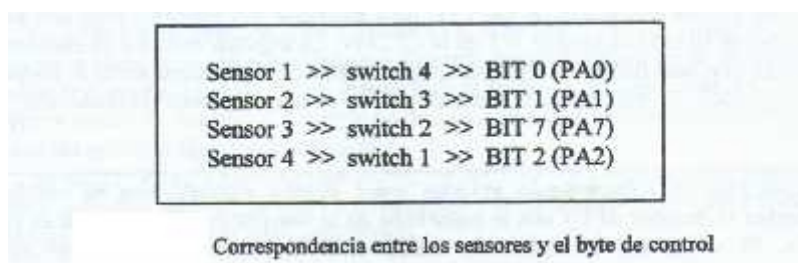 Sensor 1 >> switch 4 >> BIT 0 (PA0)
Sensor 2 >> switch 3 >> BIT 1 (PA1)
Sensor 3 >> switch 2 >> BIT 7 (PA7)
Sensor 4 >> switch 1 >> BIT 2 (PA2)
Correspondencia entre los sensores y el byte de control